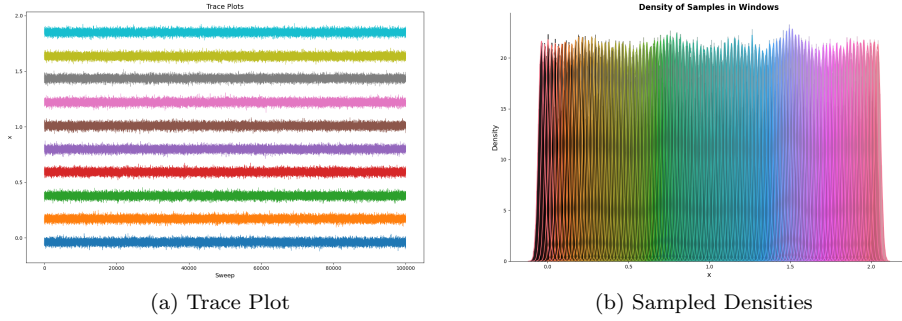 Trace Plots
2.0
1.5
1.0
0.5
0.0
x
0 20000 40000 60000 80000 100000
Sweep
(a) Trace Plot
Density of Samples in Windows
20
15
10
5
0
Density
0.0 0.5 1.0 1.5 2.0
x
(b) Sampled Densities